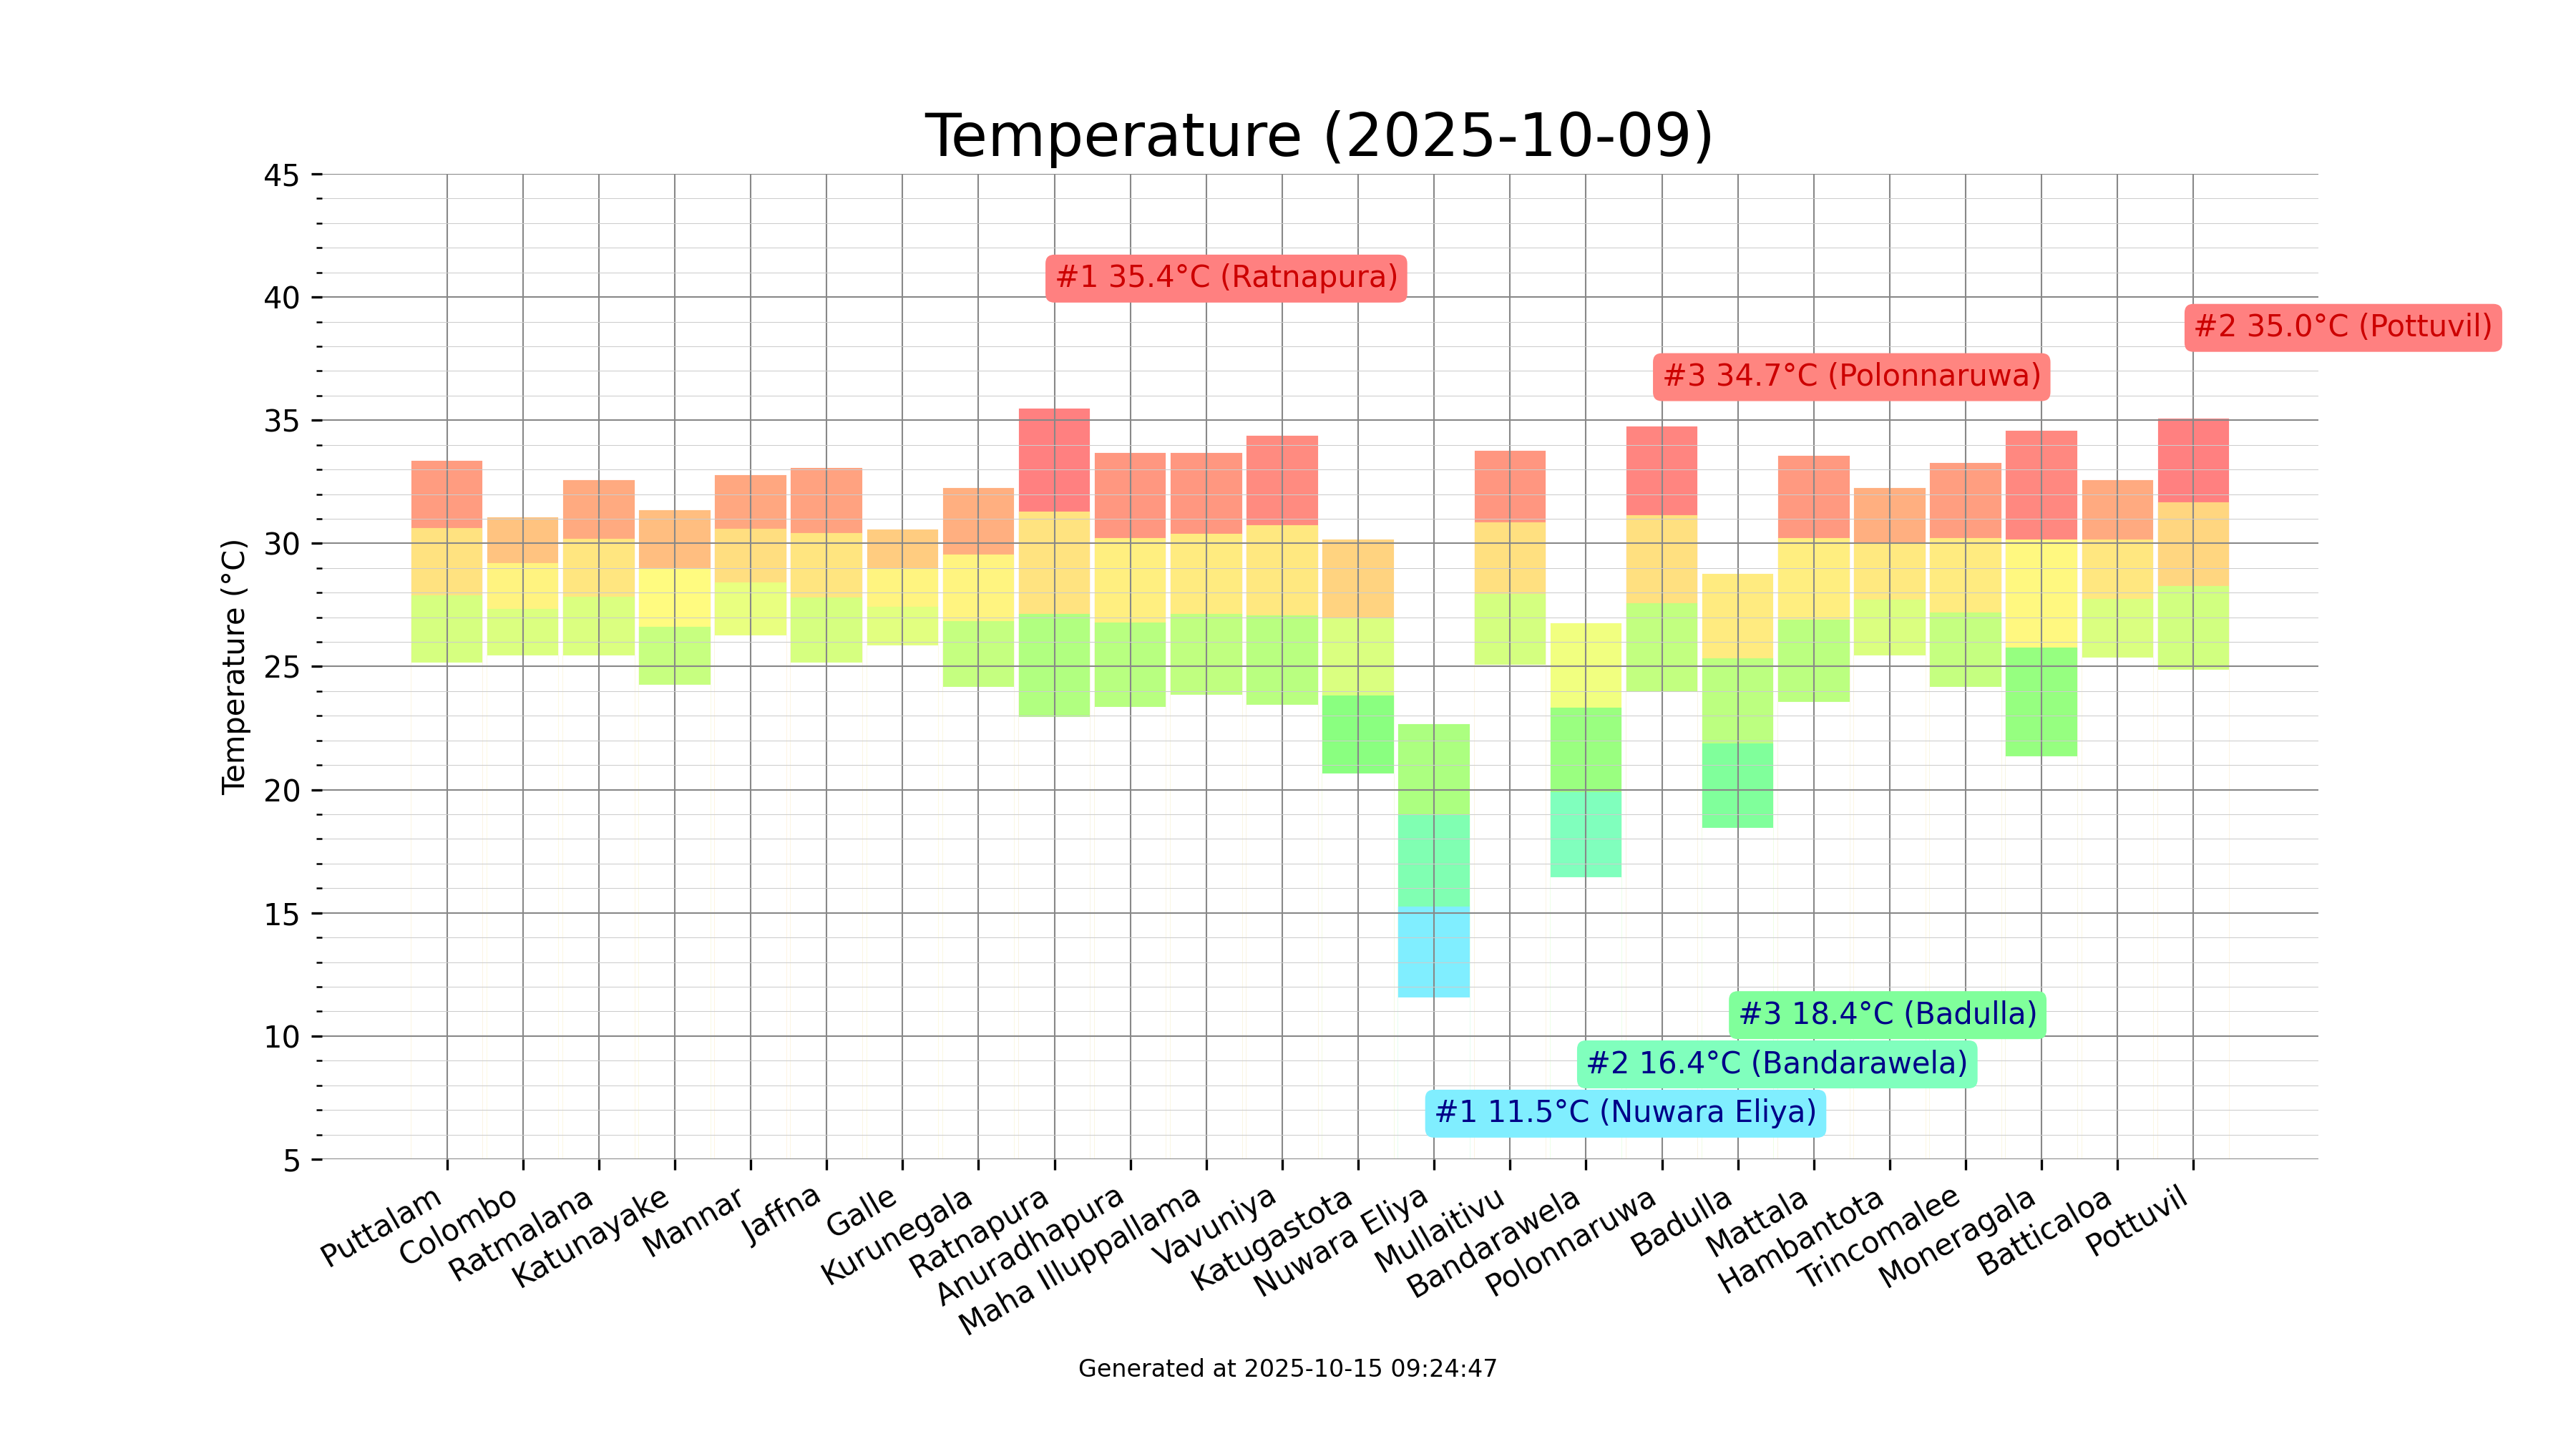 Temperature (2025-10-09)
45
40
35
30
25
20
15
10
5
Temperature (°C)
#1 35.4°C (Ratnapura)
#2 35.0°C (Pottuvil)
#3 34.7°C (Polonnaruwa)
#3 18.4°C (Badulla)
#2 16.4°C (Bandarawela)
#1 11.5°C (Nuwara Eliya)
Puttalam
Colombo
Ratmalana
Katunayake
Mannar
Jaffna
Galle
Kurunegala
Ratnapura
Anuradhapura
Maha Illuppallama
Vavuniya
Katugastota
Nuwara Eliya
Mullaitivu
Bandarawela
Polonnaruwa
Badulla
Mattala
Hambantota
Trincomalee
Moneragala
Batticaloa
Pottuvil
Generated at 2025-10-15 09:24:47